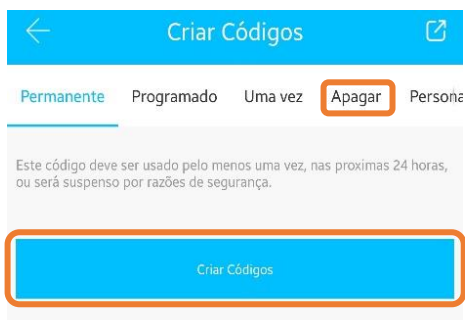 Criar Códigos
Permanente Programado Uma vez Apagar Persona
Este código deve ser usado pelo menos uma vez, nas proximas 24 horas,
ou será suspenso por razões de segurança.
Criar Códigos